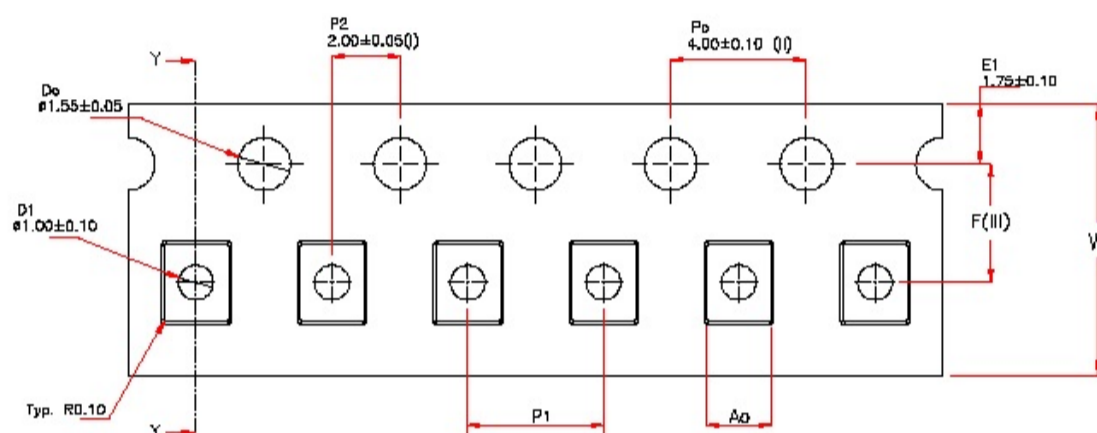 P2
2.00±0.05(I)
Po
4.00±0.10 (II)
E1
1.75±0.10
Y
Do
ø1.55±0.05
D1
ø1.00±0.10
F(III)
Typ. R0.10
P1
Ao